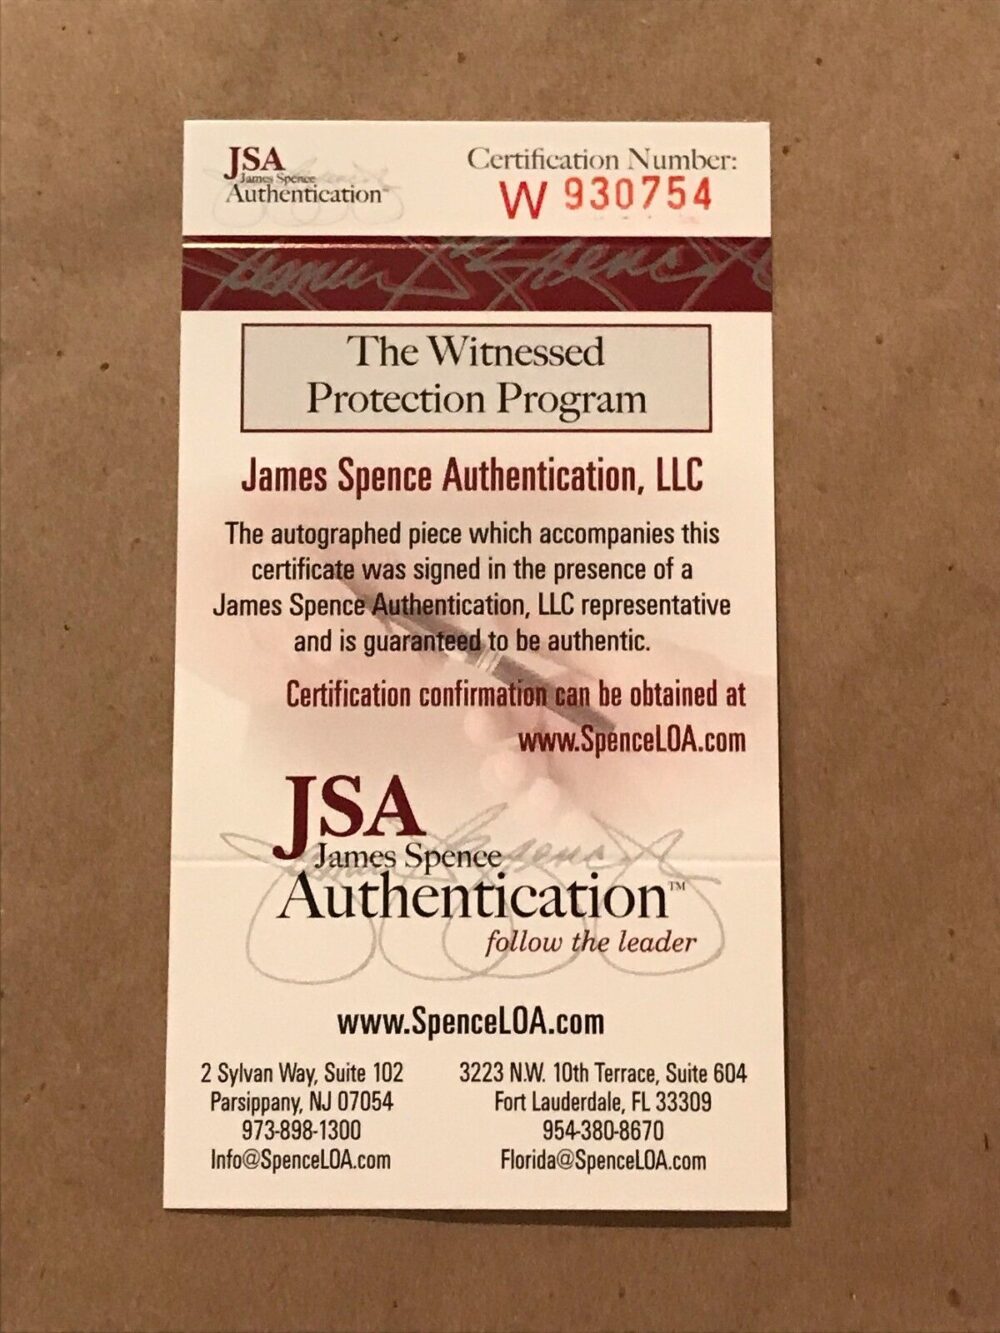 JSA
James Spence
Authentication™
Certification Number:
W 930754
James Spence
The Witnessed
Protection Program
James Spence Authentication, LLC
The autographed piece which accompanies this
certificate was signed in the presence of a
James Spence Authentication, LLC representative
and is guaranteed to be authentic.
Certification confirmation can be obtained at
www.SpenceLOA.com
JSA
James Spence
Authentication™
follow the leader
www.SpenceLOA.com
2 Sylvan Way, Suite 102
Parsippany, NJ 07054
973-898-1300
Info@SpenceLOA.com
3223 N.W. 10th Terrace, Suite 604
Fort Lauderdale, FL 33309
954-380-8670
Florida@SpenceLOA.com